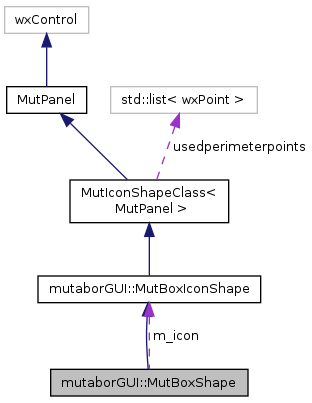 wxControl
MutPanel
std::list< wxPoint >
usedperimeterpoints
MutIconShapeClass<
MutPanel >
mutaborGUI::MutBoxIconShape
m_icon
mutaborGUI::MutBoxShape